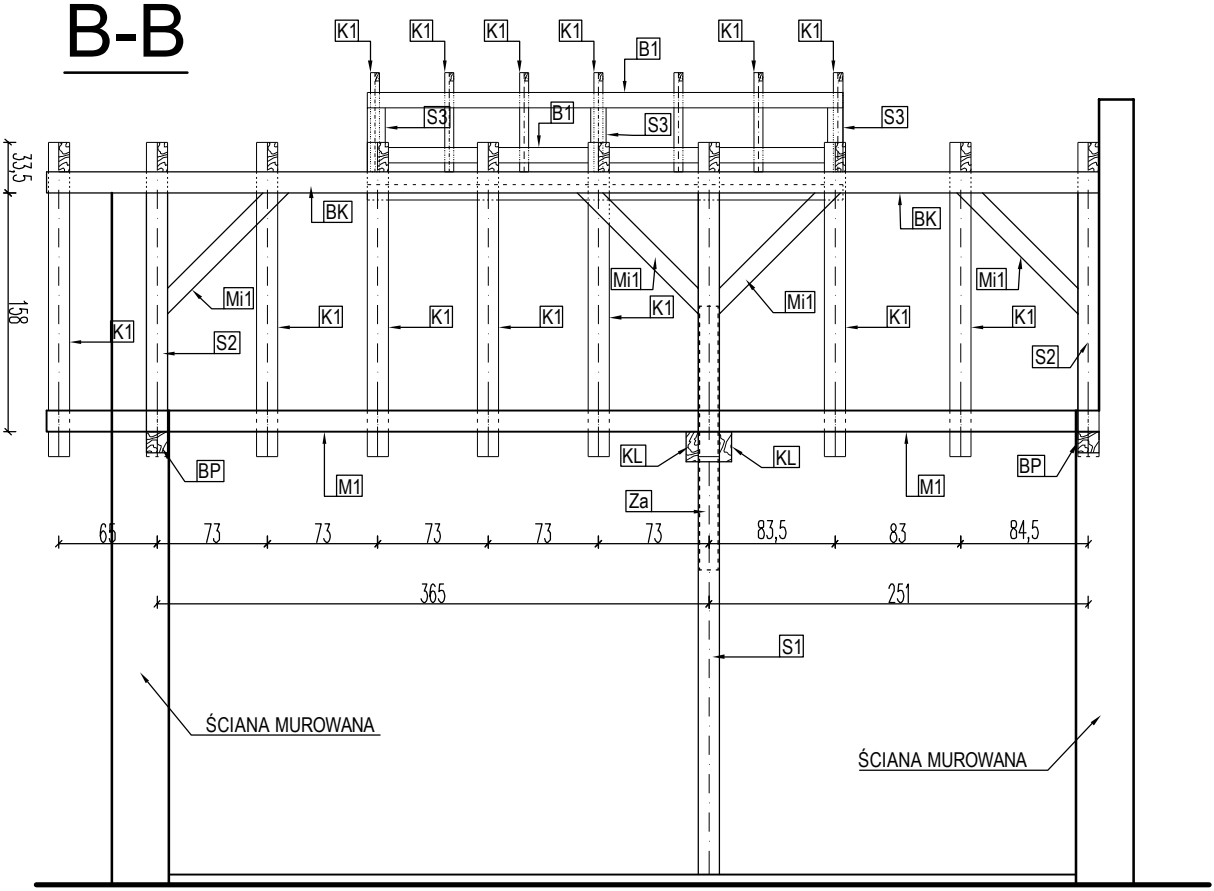 B-B
K1 K1 K1 K1 K1 K1
B1
S3 B1 S3 S3
33,5
BK BK
Mi1 Mi1 Mi1 Mi1
158
K1 S2 K1 K1 K1 K1 K1 K1 S2
BP M1 KL KL M1 BP
Za
65 73 73 73 73 73 83,5 83 84,5
365 251
S1
ŚCIANA MUROWANA
ŚCIANA MUROWANA